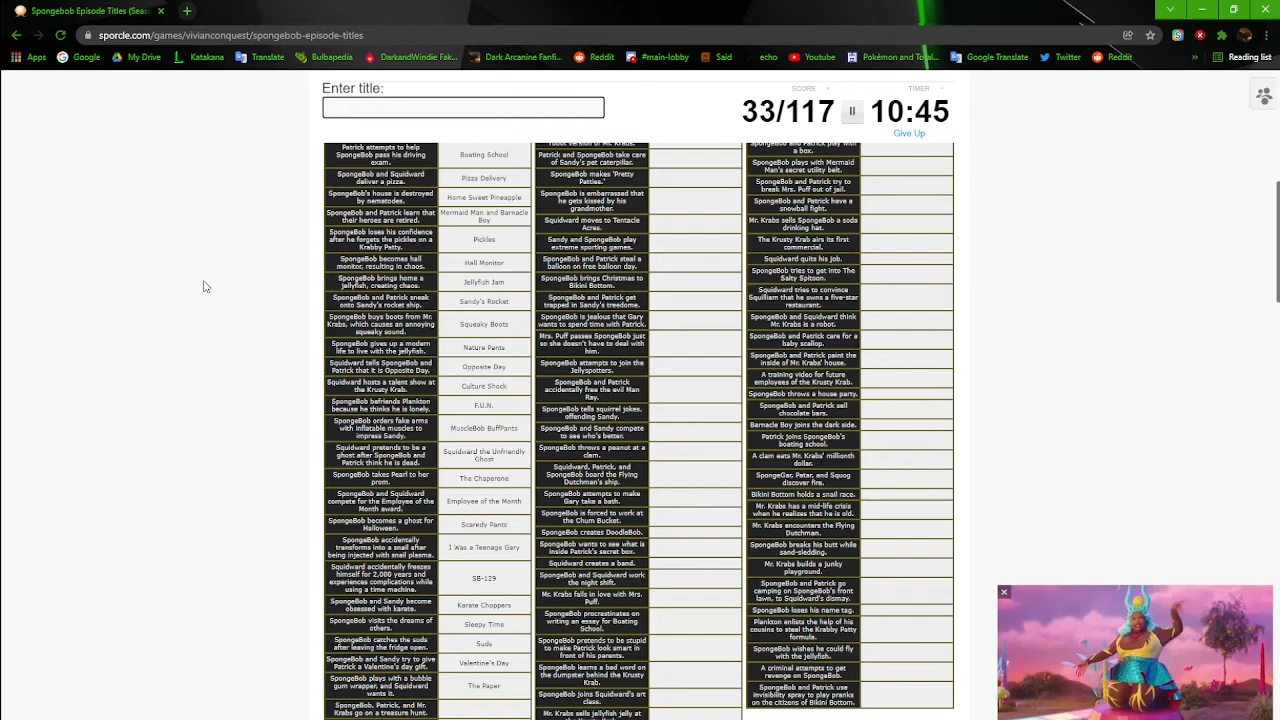 Spongebob Episode Titles (Seas
sporcle.com/games/vivianconquest/spongebob-episode-titles
Apps
Google
My Drive
Katakana
Translate
Bulbapedia
DarkandWindie Fak...
Dark Arcanine Fanfi...
Reddit
#main-lobby
Said
echo
YouTube
Pokémon and Total...
Google Translate
Twitter
Reddit
»
Reading list
Enter title:
SCORE
TIMER
33/117
10:45
Give Up
Patrick attempts to help
SpongeBob pass his driving
exam.
Boating School
SpongeBob and Squidward
deliver a pizza.
Pizza Delivery
SpongeBob's house is destroyed
by nematodes.
Home Sweet Pineapple
SpongeBob and Patrick learn that
their heroes are retired.
Mermaid Man and Barnacle
Boy
SpongeBob loses his confidence
after he forgets the pickles on a
Krabby Patty.
Pickles
SpongeBob becomes hall
monitor, resulting in chaos.
Hall Monitor
SpongeBob brings home a
jellyfish, creating chaos.
Jellyfish Jam
SpongeBob and Patrick sneak
onto Sandy's rocket ship.
Sandy's Rocket
SpongeBob buys boots from Mr.
Krabs, which causes an annoying
squeaky sound.
Squeaky Boots
SpongeBob gives up a modern
life to live with the jellyfish.
Nature Pants
Squidward tells SpongeBob and
Patrick that it is Opposite Day.
Opposite Day
Squidward hosts a talent show at
the Krusty Krab.
Culture Shock
SpongeBob befriends Plankton
because he thinks he is lonely.
F.U.N.
SpongeBob orders fake arms
with inflatable muscles to
impress Sandy.
MuscleBob BuffPants
Squidward pretends to be a
ghost after SpongeBob and
Patrick think he is dead.
Squidward the Unfriendly
Ghost
SpongeBob takes Pearl to her
prom.
The Chaperone
SpongeBob and Squidward
compete for the Employee of the
Month award.
Employee of the Month
SpongeBob becomes a ghost for
Halloween.
Scaredy Pants
SpongeBob accidentally
transforms into a snail after
being injected with snail plasma.
I Was a Teenage Gary
Squidward accidentally freezes
himself for 2,000 years and
experiences complications while
using a time machine.
SB-129
SpongeBob and Sandy become
obsessed with karate.
Karate Choppers
SpongeBob visits the dreams of
others.
Sleepy Time
SpongeBob catches the suds
after leaving the fridge open.
Suds
SpongeBob and Sandy try to give
Patrick a Valentine's day gift.
Valentine's Day
SpongeBob plays with a bubble
gum wrapper, and Squidward
wants it.
The Paper
SpongeBob, Patrick, and Mr.
Krabs go on a treasure hunt.
robot version of Mr. Krabs.
Patrick and SpongeBob take care
of Sandy's pet caterpillar.
SpongeBob makes 'Pretty
Patties.'
SpongeBob is embarrassed that
he gets kissed by his
grandmother.
Squidward moves to Tentacle
Acres.
Sandy and SpongeBob play
extreme sporting games.
SpongeBob and Patrick steal a
balloon on free balloon day.
SpongeBob brings Christmas to
Bikini Bottom.
SpongeBob and Patrick get
trapped in Sandy's treedome.
SpongeBob is jealous that Gary
wants to spend time with Patrick.
Mrs. Puff passes SpongeBob just
so she doesn't have to deal with
him.
SpongeBob attempts to join the
Jellyspotters.
SpongeBob and Patrick
accidentally free the evil Man
Ray.
SpongeBob tells squirrel jokes,
offending Sandy.
SpongeBob and Sandy compete
to see who's better.
SpongeBob throws a peanut at a
clam.
Squidward, Patrick, and
SpongeBob board the Flying
Dutchman's ship.
SpongeBob attempts to make
Gary take a bath.
SpongeBob is forced to work at
the Chum Bucket.
SpongeBob creates DoodleBob.
SpongeBob wants to see what is
inside Patrick's secret box.
Squidward creates a band.
SpongeBob and Squidward work
the night shift.
Mr. Krabs falls in love with Mrs.
Puff.
SpongeBob procrastinates on
writing an essay for Boating
School.
SpongeBob pretends to be stupid
to make Patrick look smart in
front of his parents.
SpongeBob learns a bad word on
the dumpster behind the Krusty
Krab.
SpongeBob joins Squidward's art
class.
Mr. Krabs sells jellyfish jelly at
the Krusty Krab.
SpongeBob and Patrick play with
a box.
SpongeBob plays with Mermaid
Man's secret utility belt.
SpongeBob and Patrick try to
break Mrs. Puff out of jail.
SpongeBob and Patrick have a
snowball fight.
Mr. Krabs sells SpongeBob a soda
drinking hat.
The Krusty Krab airs its first
commercial.
Squidward quits his job.
SpongeBob tries to get into The
Salty Spitoon.
Squidward tries to convince
Squilliam that he owns a five-star
restaurant.
SpongeBob and Squidward think
Mr. Krabs is a robot.
SpongeBob and Patrick care for a
baby scallop.
SpongeBob and Patrick paint the
inside of Mr. Krabs' house.
A training video for future
employees of the Krusty Krab.
SpongeBob throws a house party.
SpongeBob and Patrick sell
chocolate bars.
Barnacle Boy joins the dark side.
Patrick joins SpongeBob's
boating school.
A clam eats Mr. Krabs' millionth
dollar.
SpongeGar, Patar, and Squog
discover fire.
Bikini Bottom holds a snail race.
Mr. Krabs has a mid-life crisis
when he realizes that he is old.
Mr. Krabs encounters the Flying
Dutchman.
SpongeBob breaks his butt while
sand-sledding.
Mr. Krabs builds a junky
playground.
SpongeBob and Patrick go
camping on SpongeBob's front
lawn, to Squidward's dismay.
SpongeBob loses his name tag.
Plankton enlists the help of his
cousins to steal the Krabby Patty
formula.
SpongeBob wishes he could fly
with the jellyfish.
A criminal attempts to get
revenge on SpongeBob.
SpongeBob and Patrick use
invisibility spray to play pranks
on the citizens of Bikini Bottom.